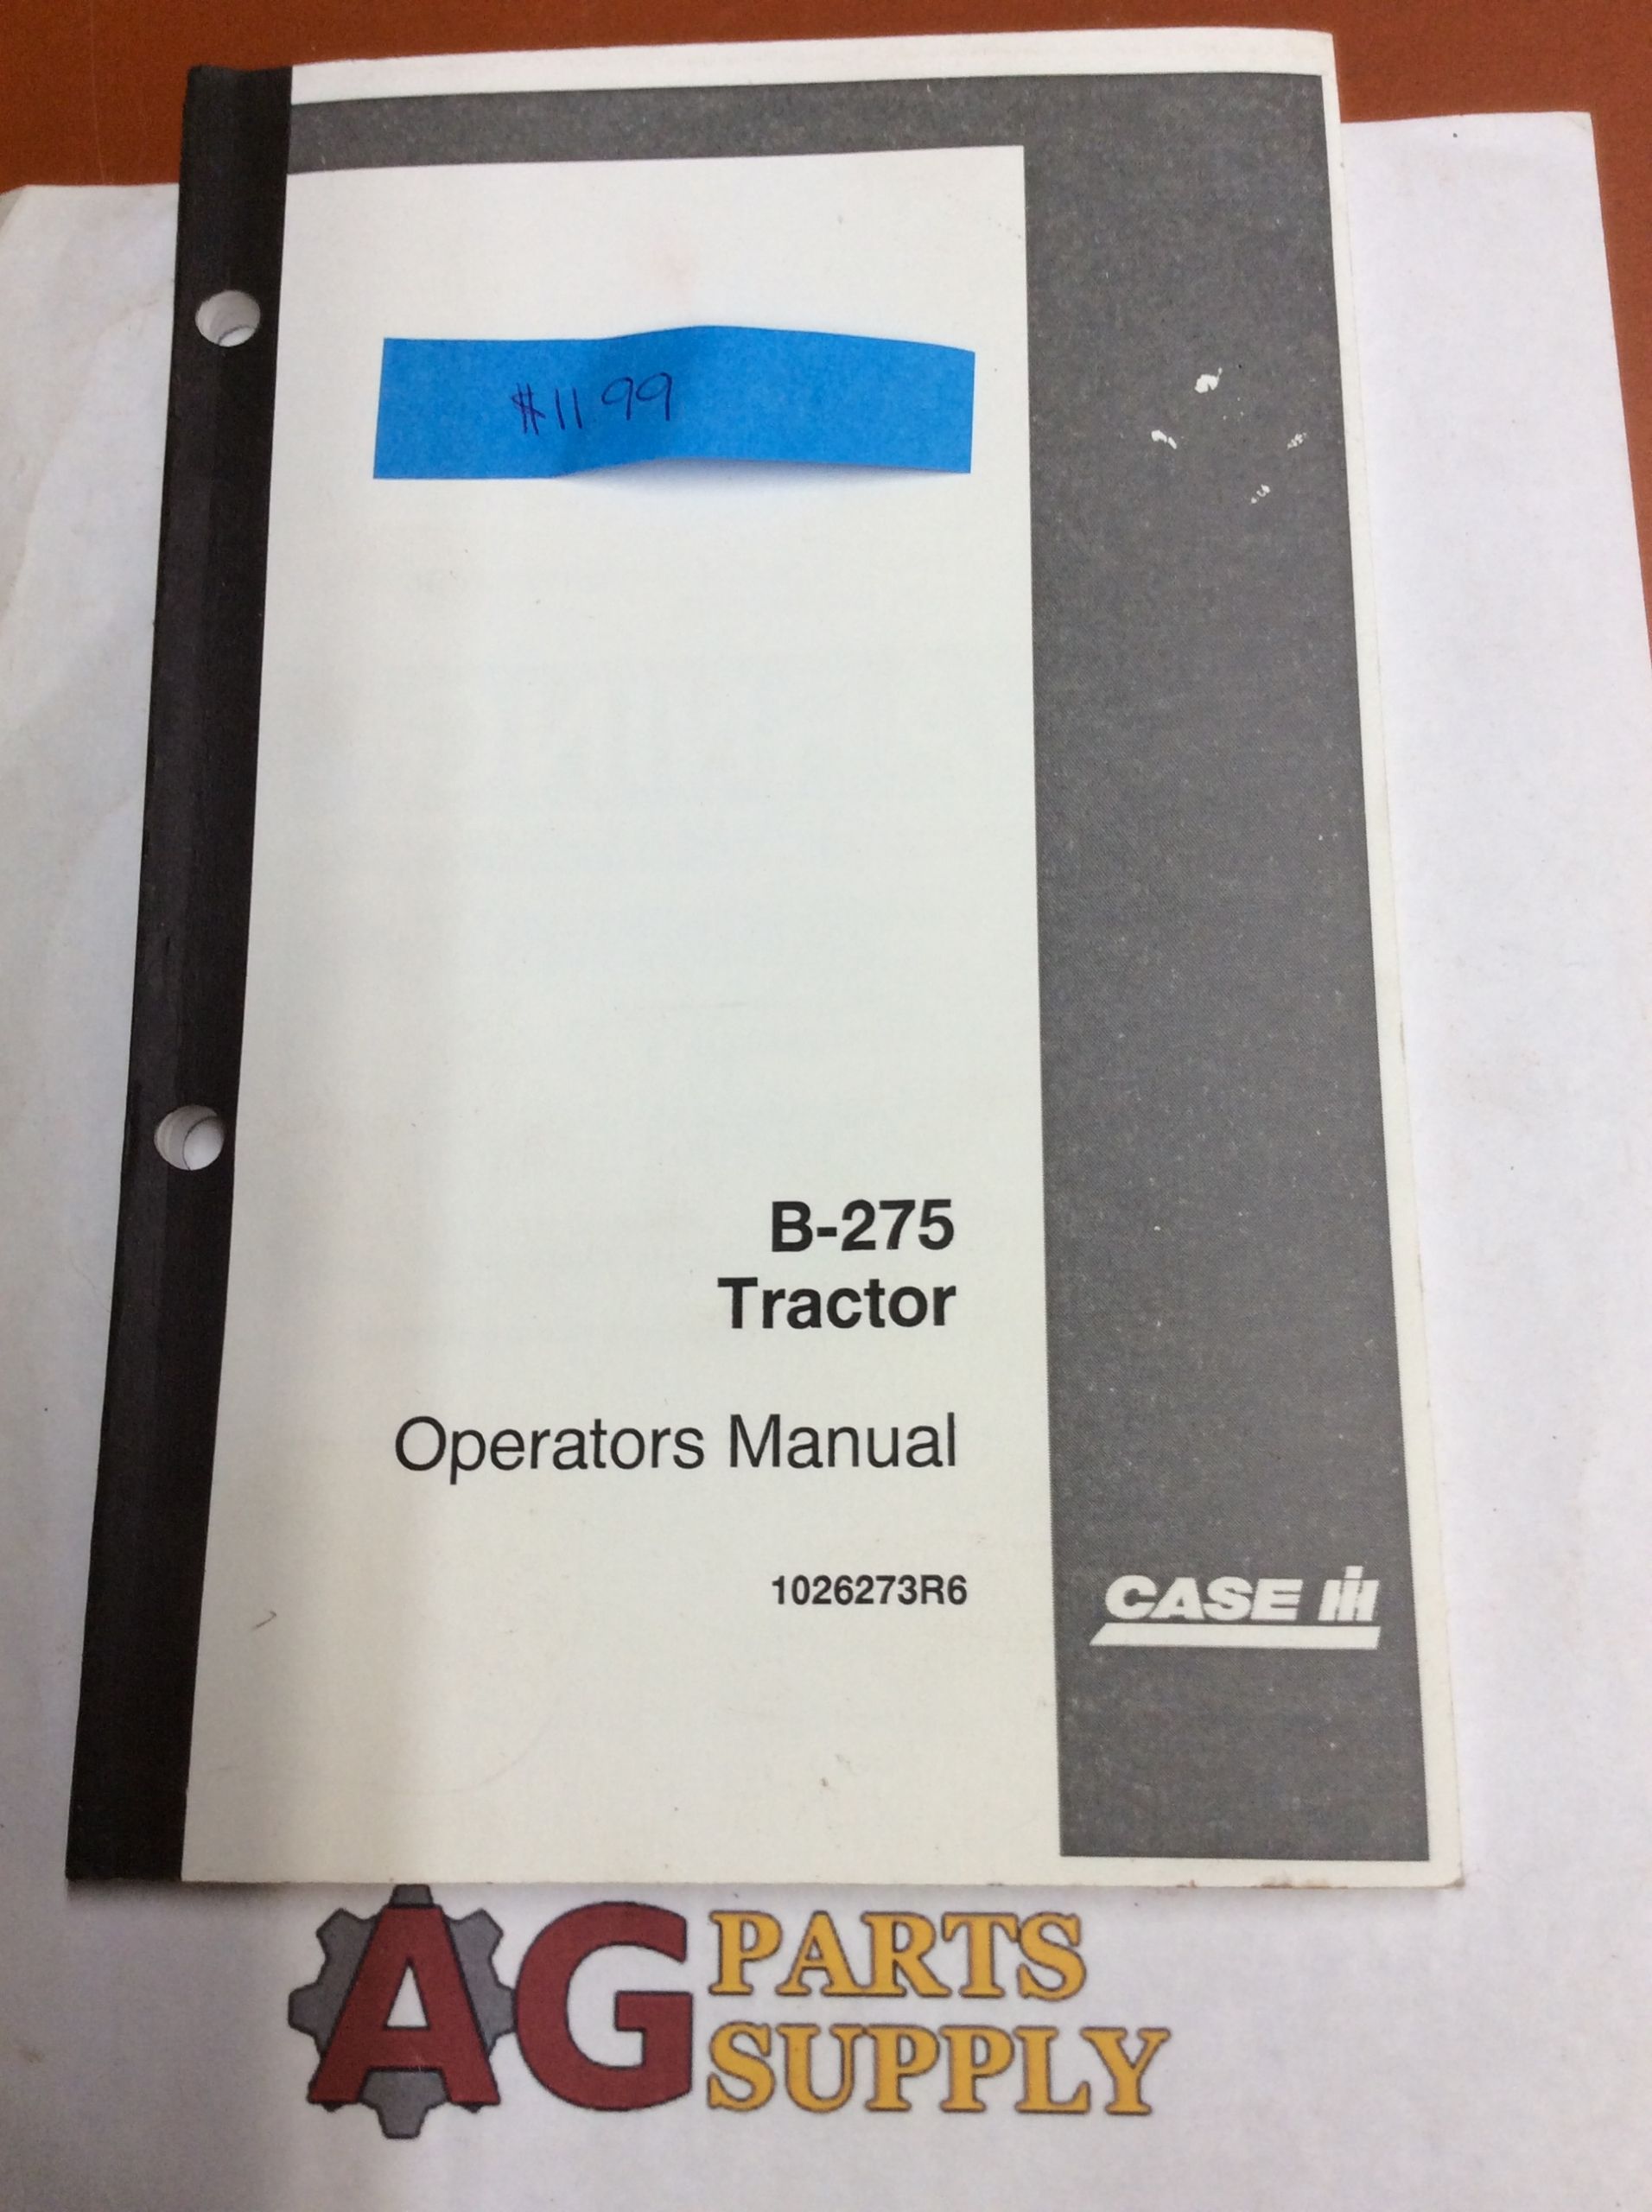 $11.99
B-275
Tractor
Operators Manual
1026273R6
CASE IH
AG PARTS
SUPPLY